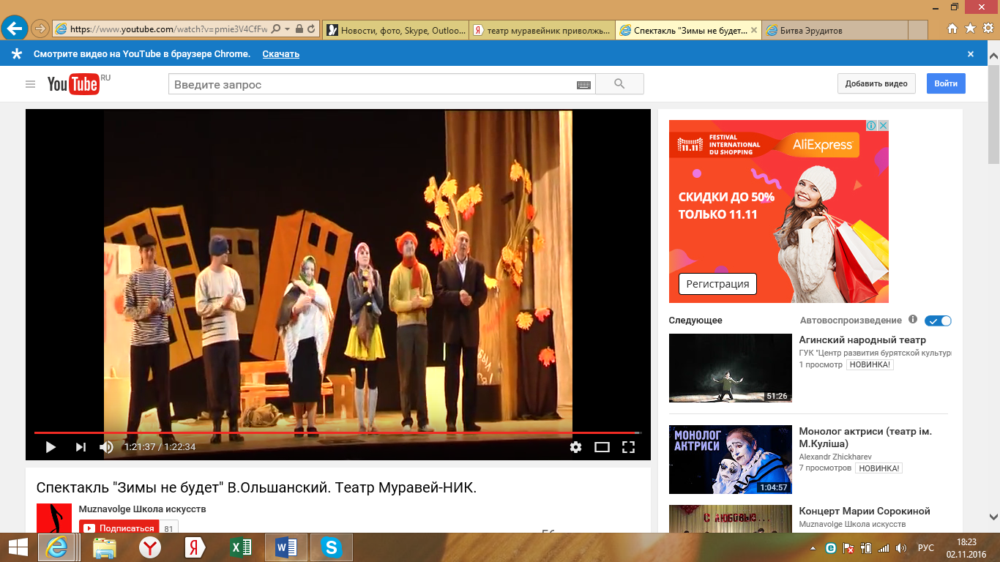 https://www.youtube.com/watch?v=pmie3V4CfFw
Новости, фото, Skype, Outloo...
театр муравейник приволжь...
Спектакль "Зимы не будет...
Битва Эрудитов
Смотрите видео на YouTube в браузере Chrome. Скачать
YouTube RU
Введите запрос
Добавить видео
Войти
FESTIVAL
INTERNATIONAL
DU SHOPPING
11.11
AliExpress
СКИДКИ ДО 50%
ТОЛЬКО 11.11
Регистрация
1:21:37 / 1:22:34
Следующее
Автовоспроизведение
Агинский народный театр
ГУК "Центр развития бурятской культур
1 просмотр НОВИНКА!
51:26
МОНОЛОГ
АКТРИСИ
1:04:57
Монолог актриси (театр ім.
М.Куліша)
Alexandr Zhickharev
7 просмотров НОВИНКА!
С ЛЮБОВЬЮ...
Концерт Марии Сорокиной
Muznavolge Школа искусств
Спектакль "Зимы не будет" В.Ольшанский. Театр Муравей-НИК.
Muznavolge Школа искусств
Подписаться 81
РУС
18:23
02.11.2016